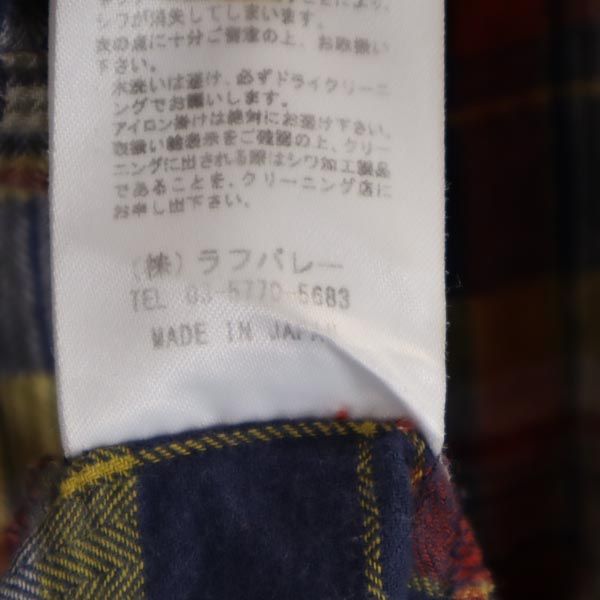 シワが消失してしまいます。
次の点に十分ご留意の上、お取扱い
下さい。
水洗いは避け、必ずドライクリーニ
ングでお願いします。
アイロン掛けは絶対にお避け下さい。
取扱い絵表示をご確認の上、クリー
ニングに出される際はシワ加工製品
であることを、クリーニング店に
お申し出下さい。
(株)ラフバレー
TEL 03-5770-5683
MADE IN JAPAN